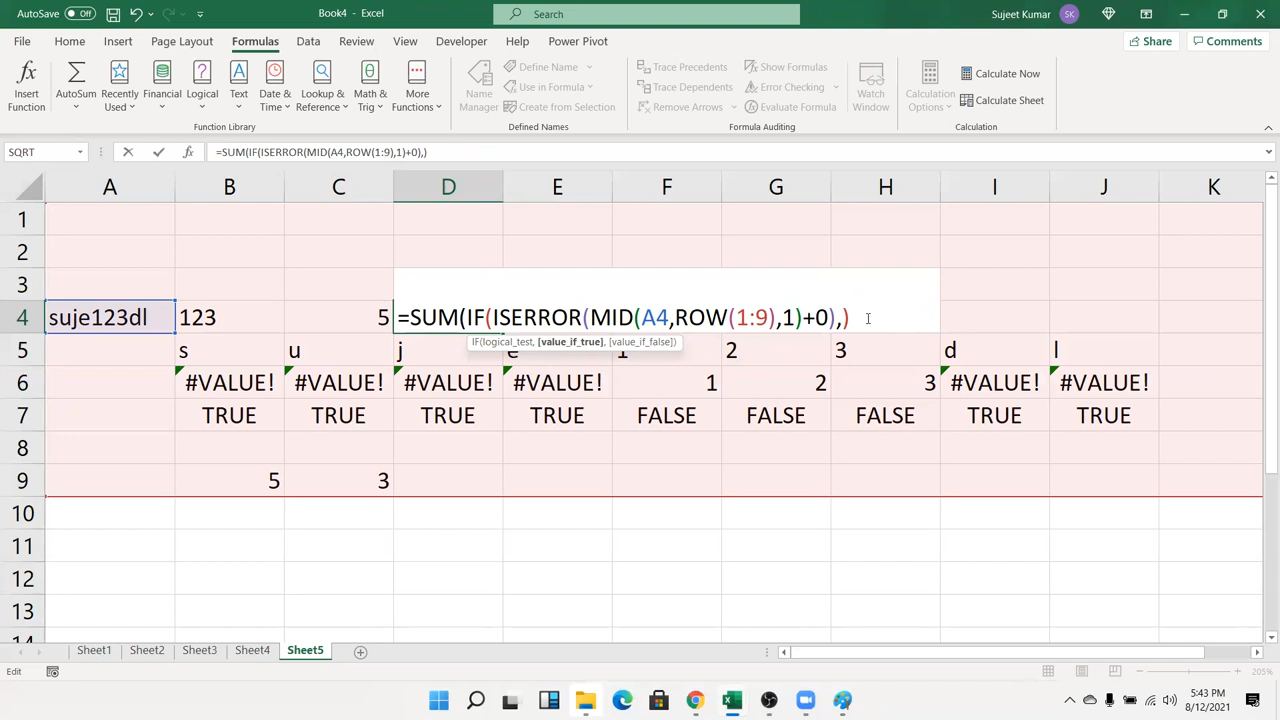 AutoSave Off Book4 - Excel Search Sujeet Kumar SK
File Home Insert Page Layout Formulas Data Review View Developer Help Power Pivot Share Comments
Insert Function
AutoSum
Recently Used
Financial
Logical
Text
Date & Time
Lookup & Reference
Math & Trig
More Functions
Function Library
Name Manager
Define Name
Use in Formula
Create from Selection
Defined Names
Trace Precedents
Trace Dependents
Remove Arrows
Show Formulas
Error Checking
Evaluate Formula
Formula Auditing
Watch Window
Calculation Options
Calculate Now
Calculate Sheet
Calculation
SQRT fx =SUM(IF(ISERROR(MID(A4,ROW(1:9),1)+0),)
A B C D E F G H I J K
1
2
3
4 suje123dl 123 5 =SUM(IF(ISERROR(MID(A4,ROW(1:9),1)+0),)
IF(logical_test, [value_if_true], [value_if_false])
5 s u j e 1 2 3 d l
6 #VALUE! #VALUE! #VALUE! #VALUE! 1 2 3 #VALUE! #VALUE!
7 TRUE TRUE TRUE TRUE FALSE FALSE FALSE TRUE TRUE
8
9 5 3
10
11
12
13
14
Sheet1 Sheet2 Sheet3 Sheet4 Sheet5
Edit 205%
5:43 PM
8/12/2021